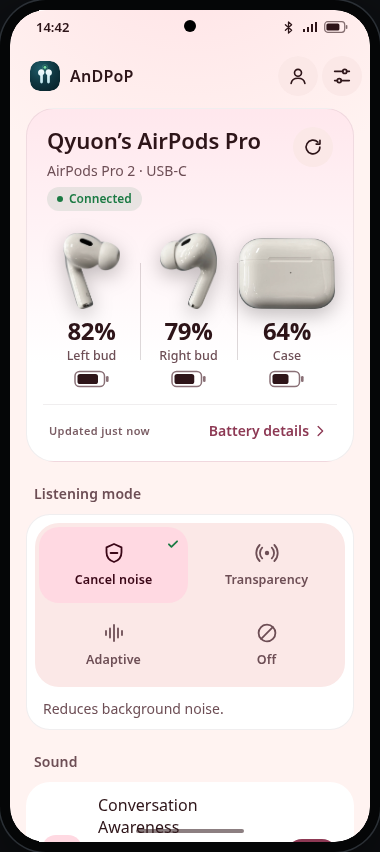 14:42
AnDPoP
Qyuon’s AirPods Pro
AirPods Pro 2 · USB-C
Connected
82%
Left bud
79%
Right bud
64%
Case
Updated just now
Battery details
Listening mode
Cancel noise
Transparency
Adaptive
Off
Reduces background noise.
Sound
Conversation
Awareness